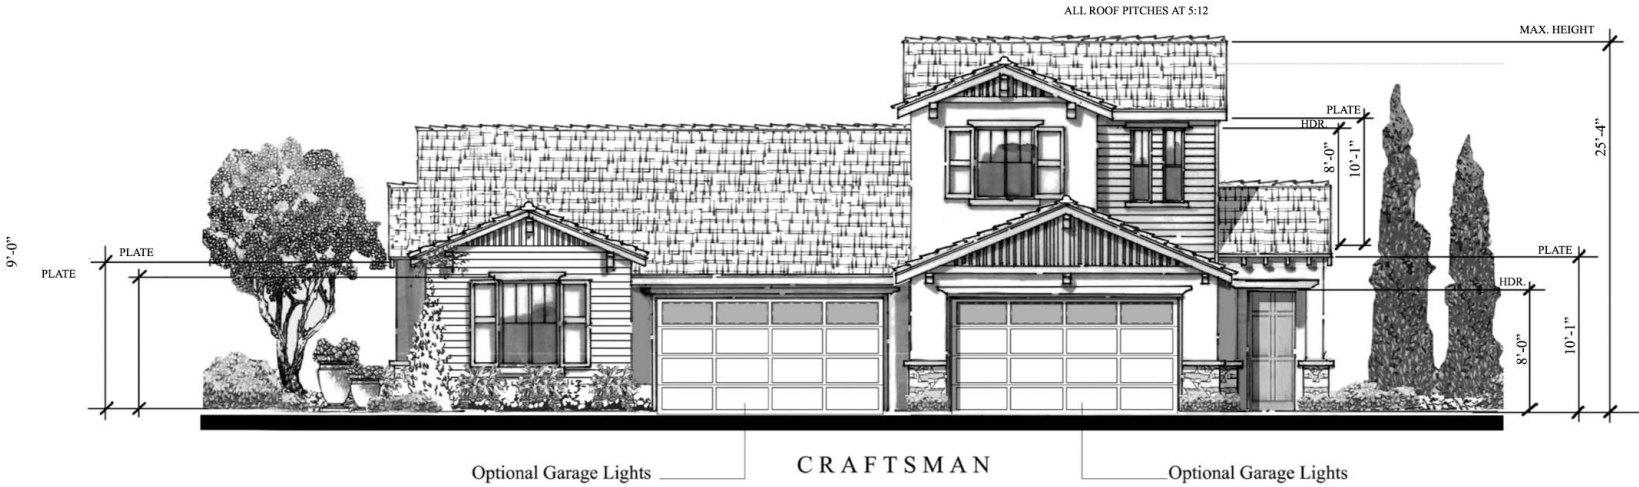 ALL ROOF PITCHES AT 5:12
MAX. HEIGHT
PLATE
HDR.
8'-0"
10'-1"
25'-4"
PLATE
PLATE
9'-0"
PLATE
HDR.
8'-0"
10'-1"
Optional Garage Lights
CRAFTSMAN
Optional Garage Lights